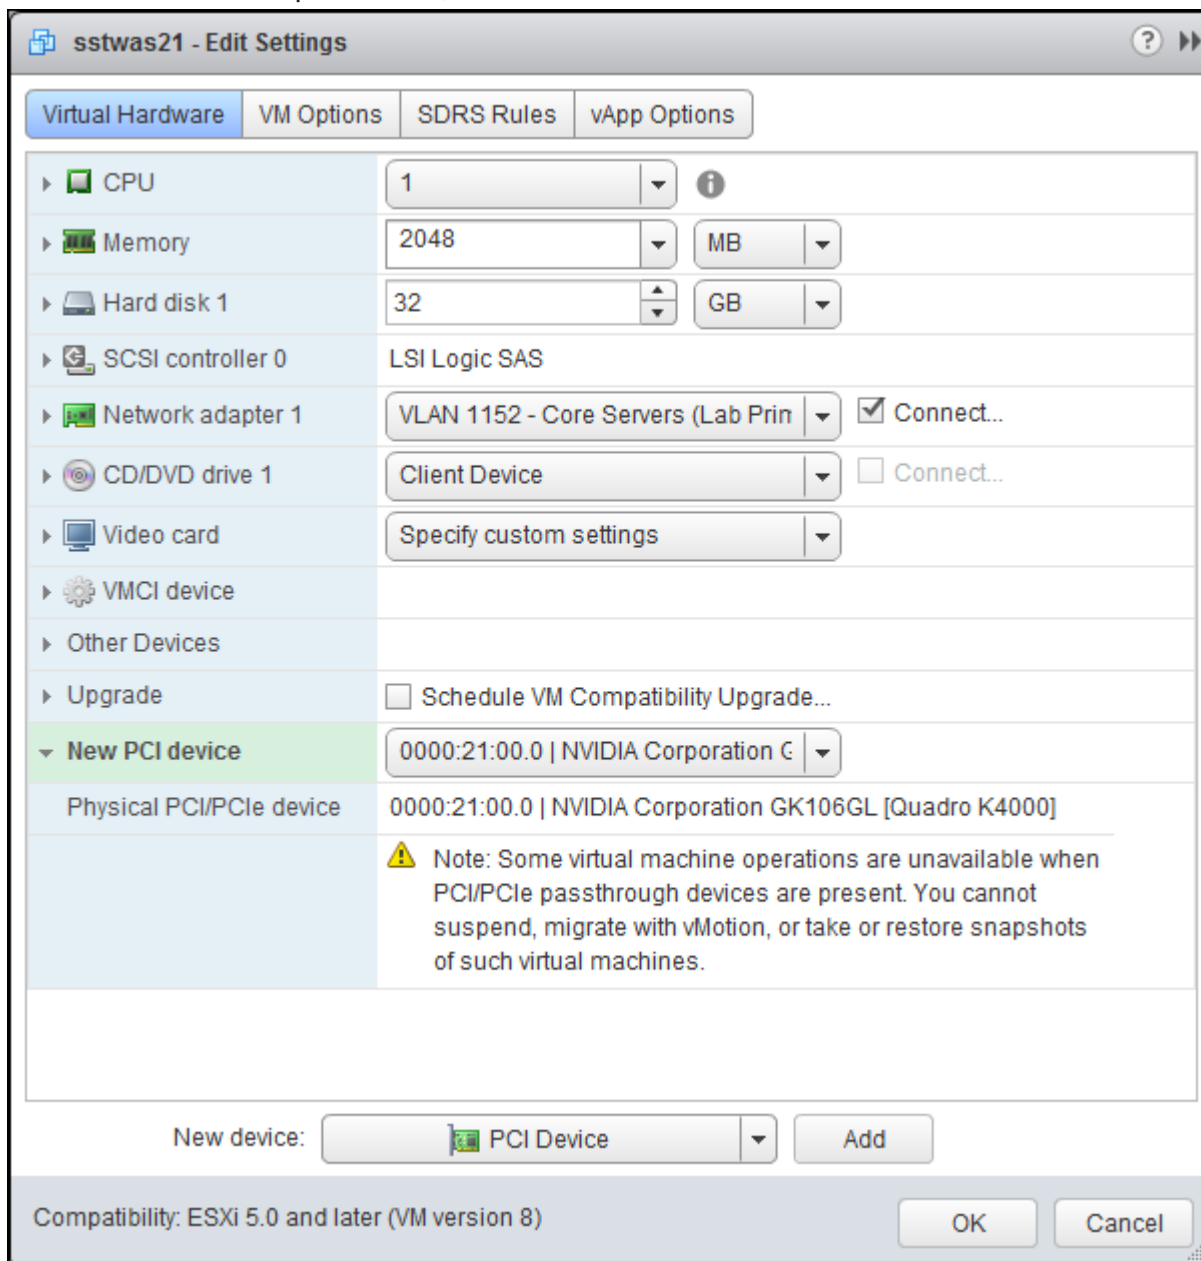 sstwas21 - Edit Settings
Virtual Hardware VM Options SDRS Rules vApp Options
CPU 1
Memory 2048 MB
Hard disk 1 32 GB
SCSI controller 0 LSI Logic SAS
Network adapter 1 VLAN 1152 - Core Servers (Lab Prin Connect...
CD/DVD drive 1 Client Device Connect...
Video card Specify custom settings
VMCI device
Other Devices
Upgrade Schedule VM Compatibility Upgrade...
New PCI device 0000:21:00.0 | NVIDIA Corporation G
Physical PCI/PCIe device 0000:21:00.0 | NVIDIA Corporation GK106GL [Quadro K4000]
Note: Some virtual machine operations are unavailable when
PCI/PCIe passthrough devices are present. You cannot
suspend, migrate with vMotion, or take or restore snapshots
of such virtual machines.
New device: PCI Device Add
Compatibility: ESXi 5.0 and later (VM version 8) OK Cancel